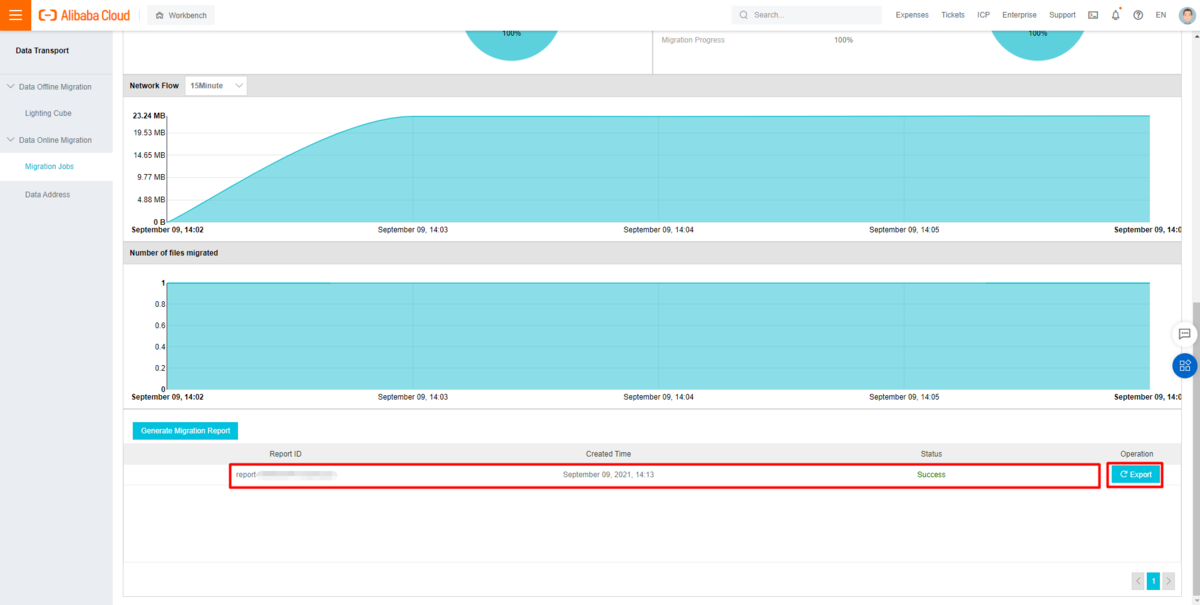 Alibaba Cloud Workbench Search... Expenses Tickets ICP Enterprise Support EN
Data Transport
Data Offline Migration
Lighting Cube
Data Online Migration
Migration Jobs
Data Address
100% 100%
Migration Progress 100%
Network Flow 15Minute
23.24 MB
19.53 MB
14.65 MB
9.77 MB
4.88 MB
0 B
September 09, 14:02 September 09, 14:03 September 09, 14:04 September 09, 14:05 September 09, 14:0
Number of files migrated
1
0.8
0.6
0.4
0.2
0
September 09, 14:02 September 09, 14:03 September 09, 14:04 September 09, 14:05 September 09, 14:0
Generate Migration Report
Report ID Created Time Status Operation
report September 09, 2021, 14:13 Success Export
1